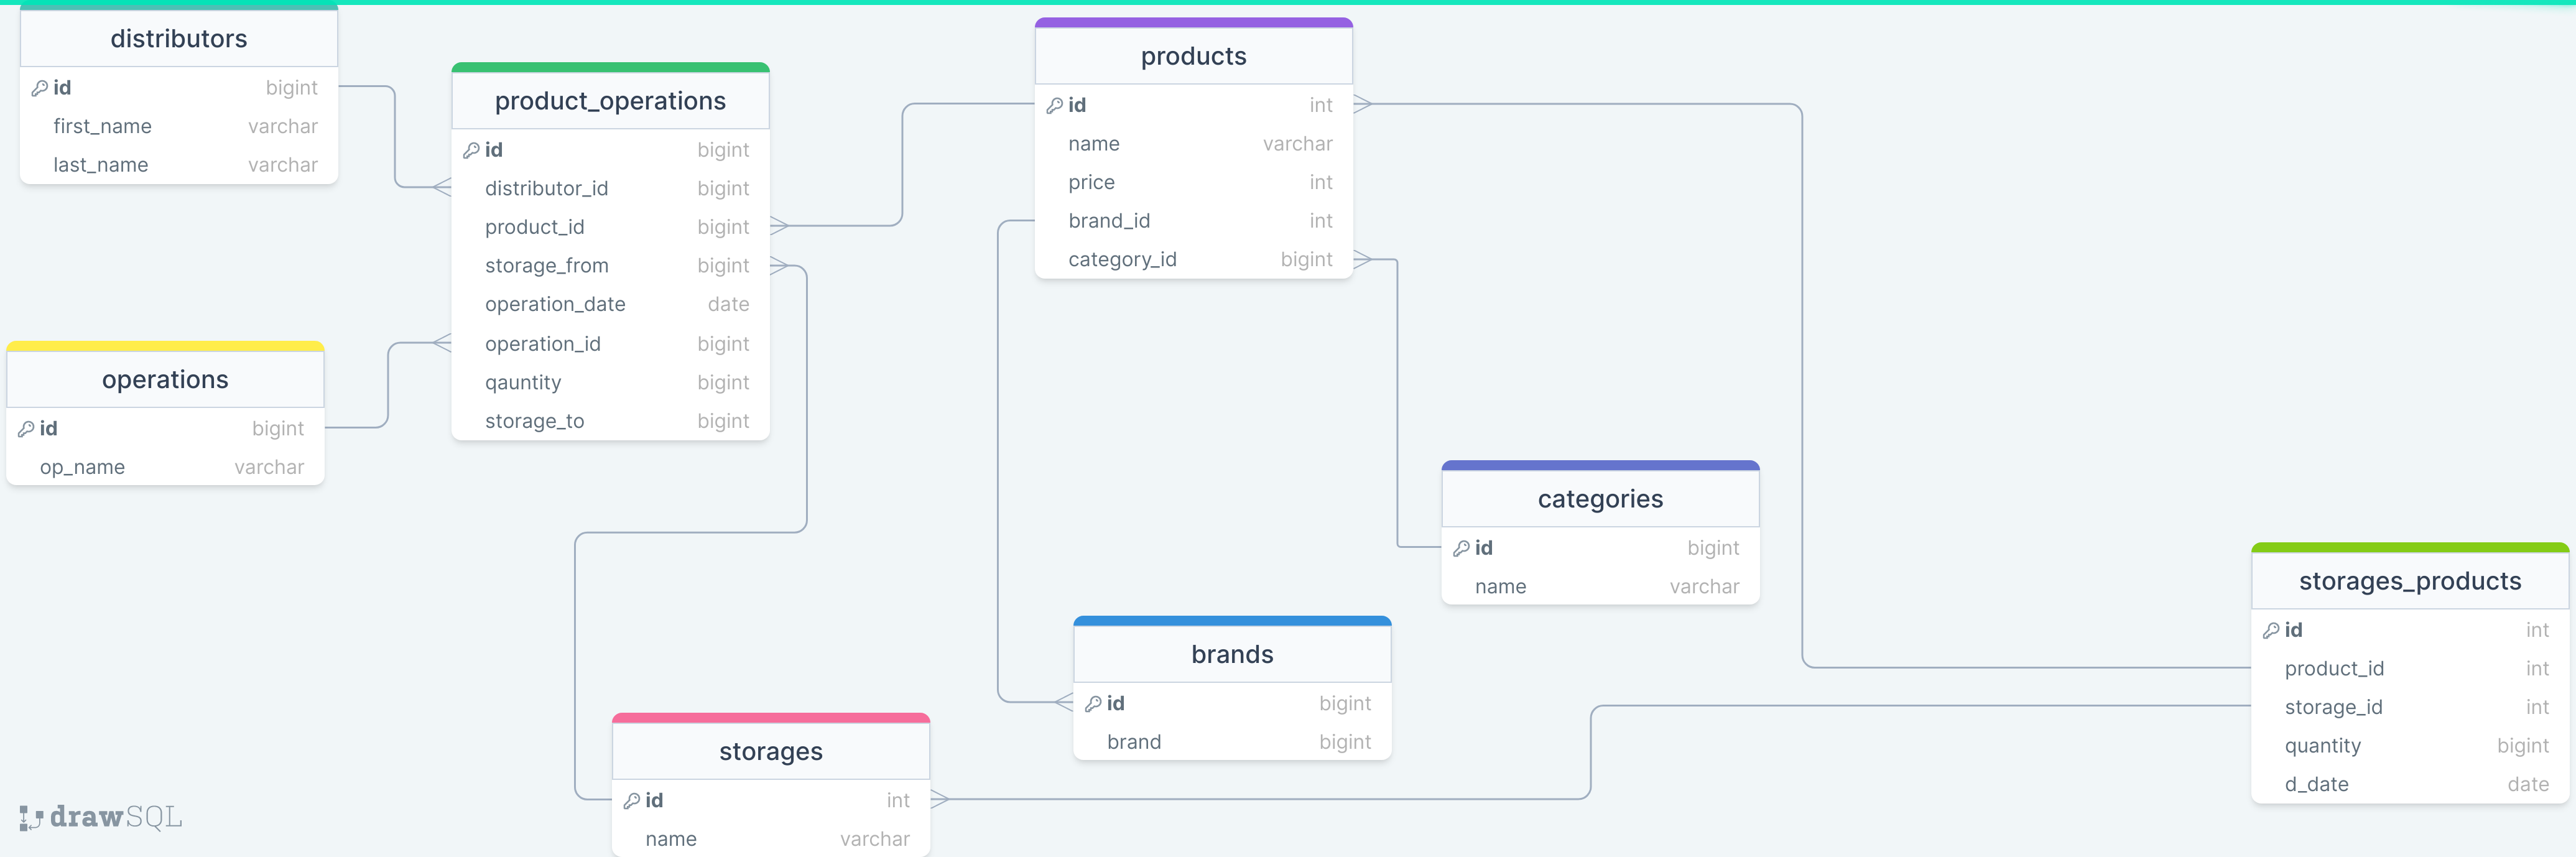 distributors
id bigint
first_name varchar
last_name varchar
product_operations
id bigint
distributor_id bigint
product_id bigint
storage_from bigint
operation_date date
operation_id bigint
qauntity bigint
storage_to bigint
operations
id bigint
op_name varchar
products
id int
name varchar
price int
brand_id int
category_id bigint
categories
id bigint
name varchar
brands
id bigint
brand bigint
storages
id int
name varchar
storages_products
id int
product_id int
storage_id int
quantity bigint
d_date date
drawSQL